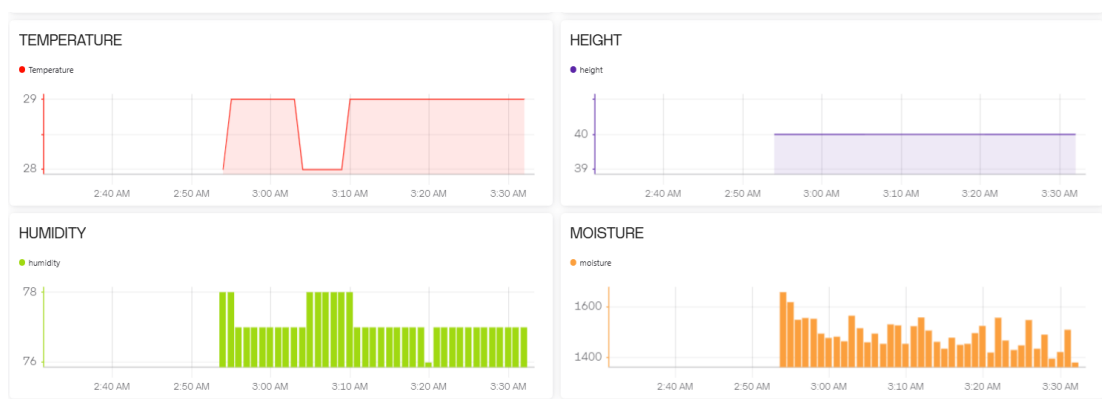 TEMPERATURE
Temperature
29
28
2:40 AM 2:50 AM 3:00 AM 3:10 AM 3:20 AM 3:30 AM
HEIGHT
height
40
39
2:40 AM 2:50 AM 3:00 AM 3:10 AM 3:20 AM 3:30 AM
HUMIDITY
humidity
78
76
2:40 AM 2:50 AM 3:00 AM 3:10 AM 3:20 AM 3:30 AM
MOISTURE
moisture
1600
1400
2:40 AM 2:50 AM 3:00 AM 3:10 AM 3:20 AM 3:30 AM